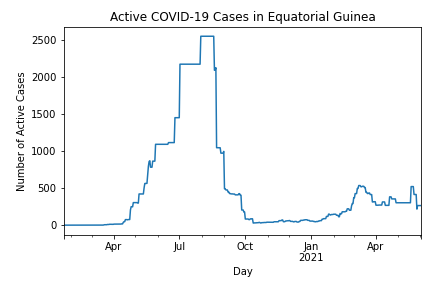 Active COVID-19 Cases in Equatorial Guinea
Number of Active Cases
2500
2000
1500
1000
500
0
Apr
Jul
Oct
Jan
2021
Apr
Day